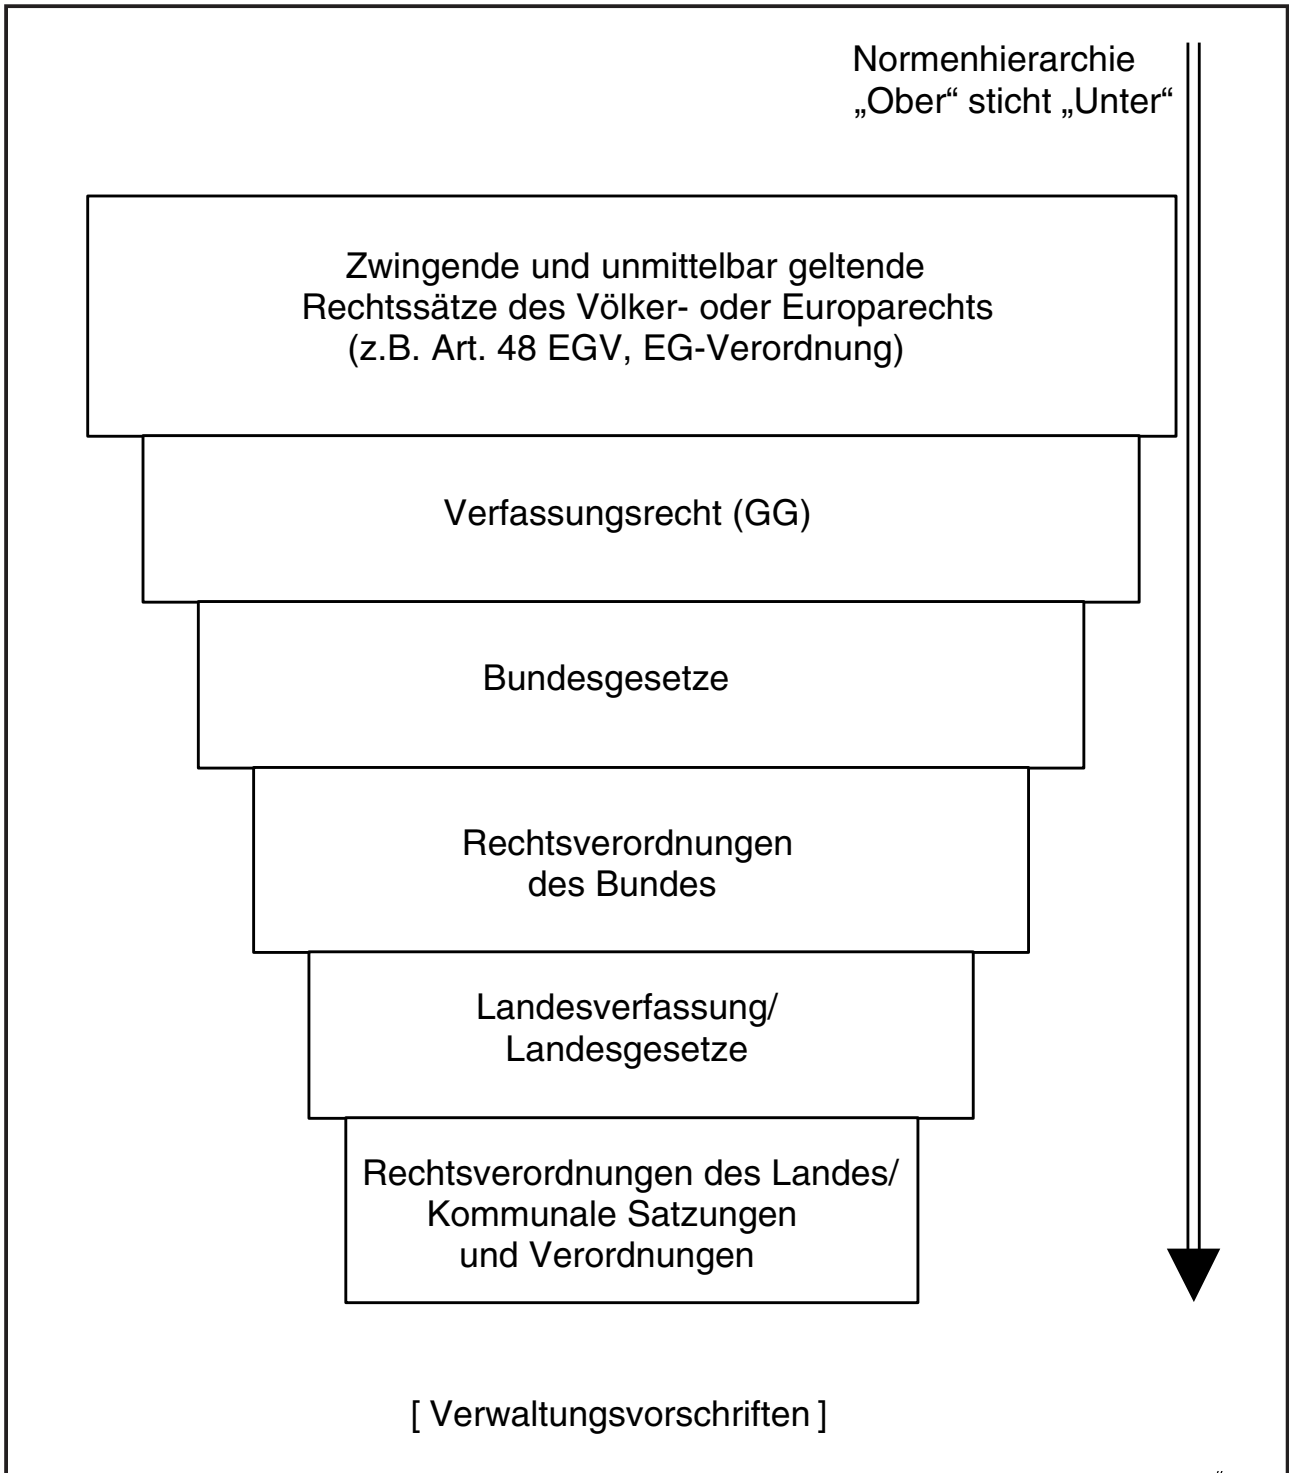 Normenhierarchie
„Ober“ sticht „Unter“
Zwingende und unmittelbar geltende
Rechtssätze des Völker- oder Europarechts
(z.B. Art. 48 EGV, EG-Verordnung)
Verfassungsrecht (GG)
Bundesgesetze
Rechtsverordnungen
des Bundes
Landesverfassung/
Landesgesetze
Rechtsverordnungen des Landes/
Kommunale Satzungen
und Verordnungen
[ Verwaltungsvorschriften ]